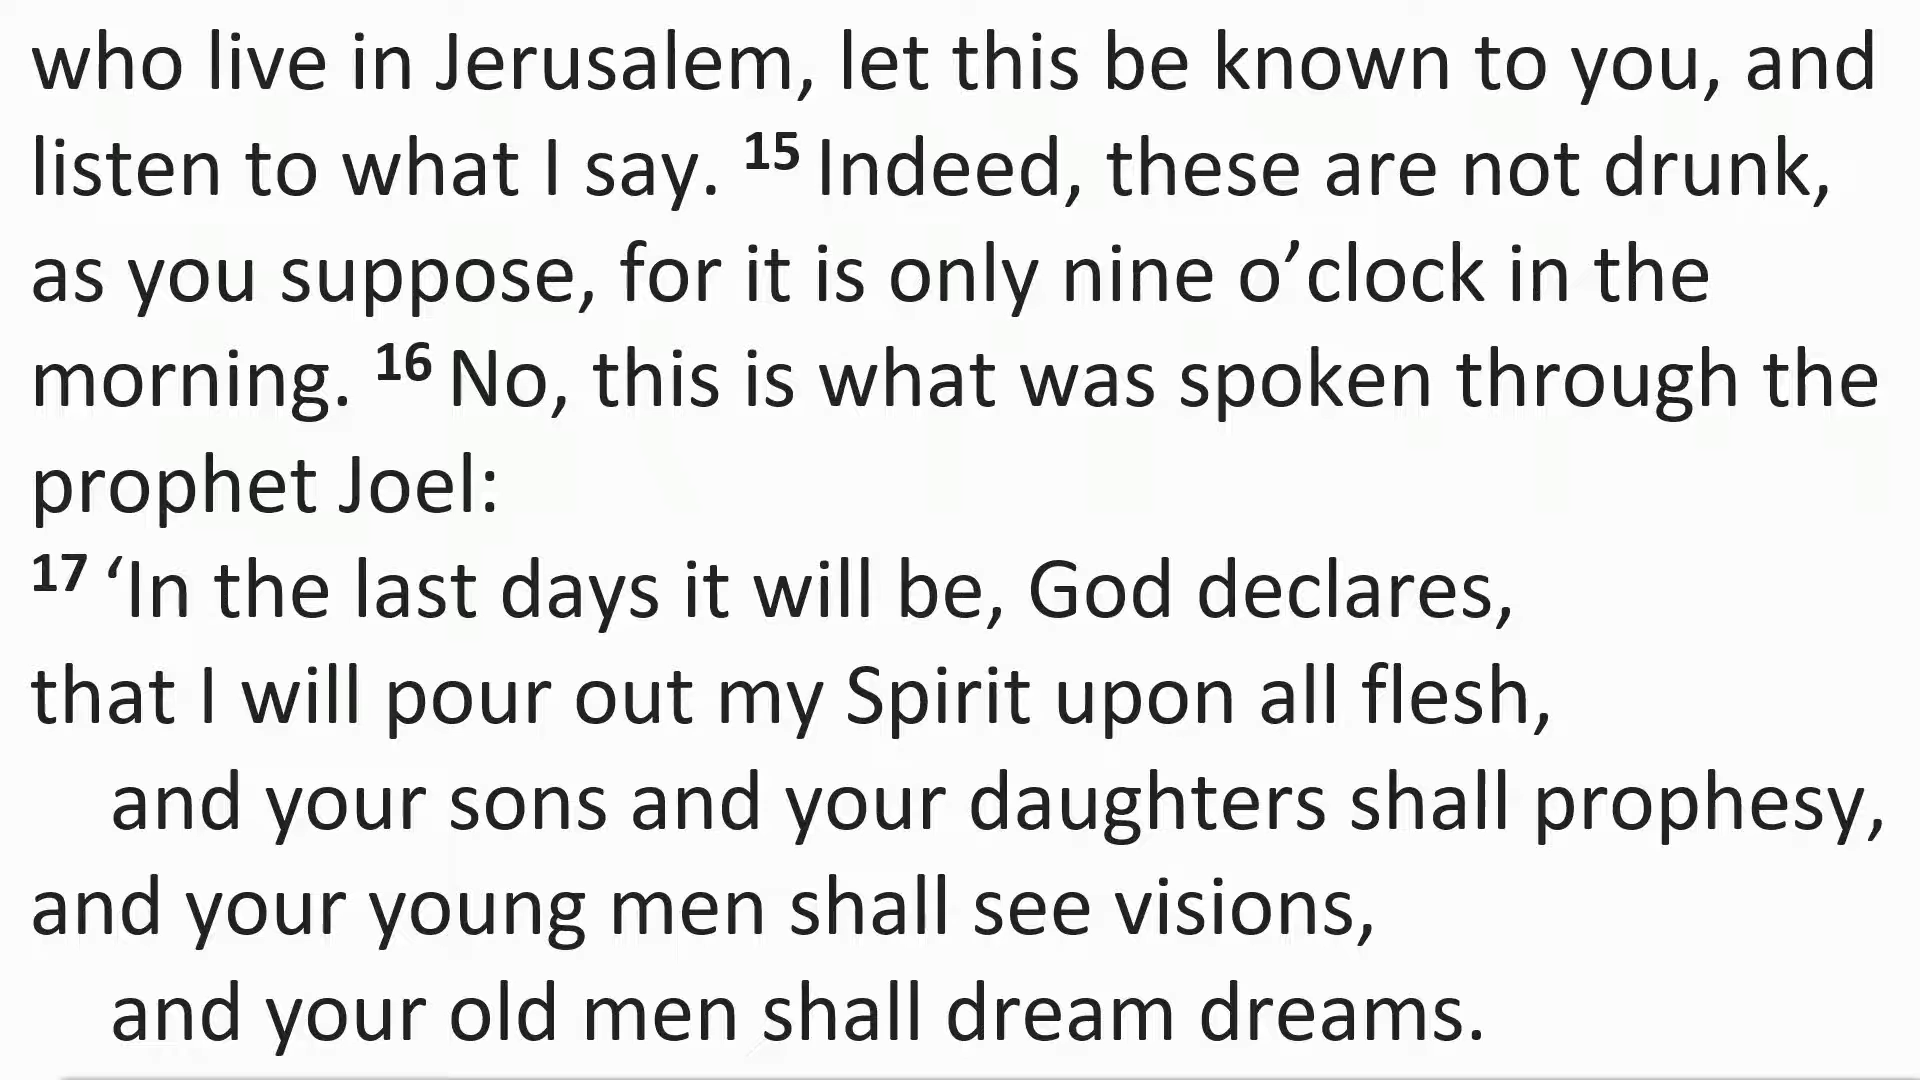 who live in Jerusalem, let this be known to you, and
listen to what I say. 15 Indeed, these are not drunk,
as you suppose, for it is only nine o’clock in the
morning. 16 No, this is what was spoken through the
prophet Joel:
17 ‘In the last days it will be, God declares,
that I will pour out my Spirit upon all flesh,
and your sons and your daughters shall prophesy,
and your young men shall see visions,
and your old men shall dream dreams.